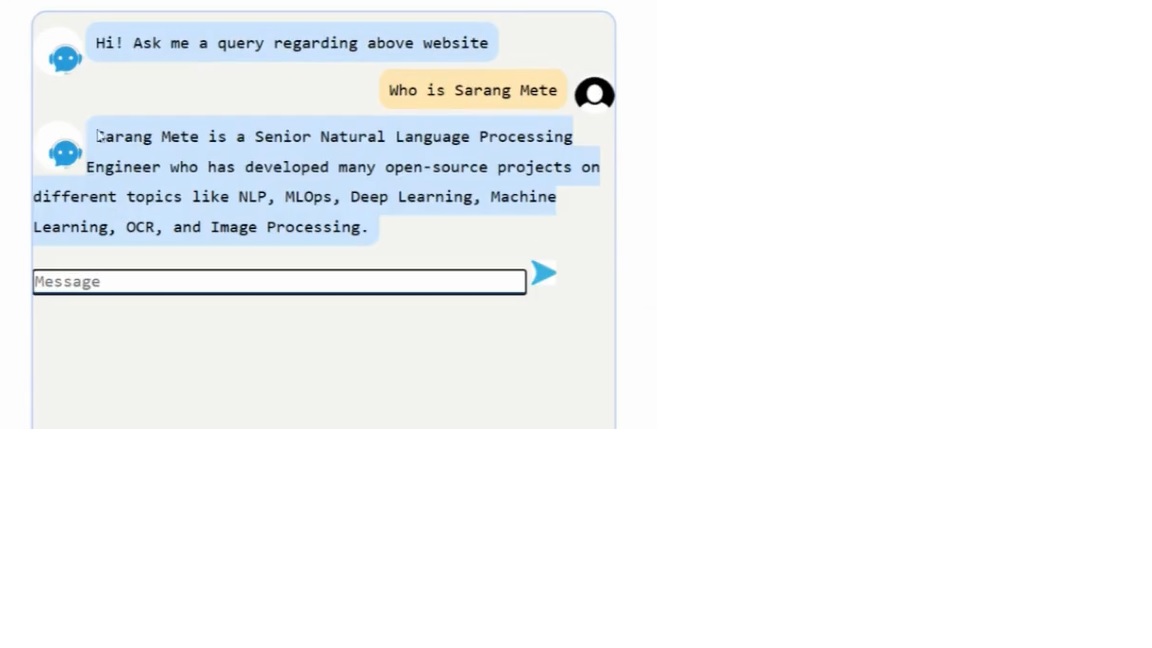 Hi! Ask me a query regarding above website
Who is Sarang Mete
Sarang Mete is a Senior Natural Language Processing
Engineer who has developed many open-source projects on
different topics like NLP, MLOps, Deep Learning, Machine
Learning, OCR, and Image Processing.
Message